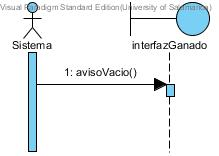 Visual Paradigm Standard Edition(University of Salamanca)
Sistema
interfazGanado
1: avisoVacio()